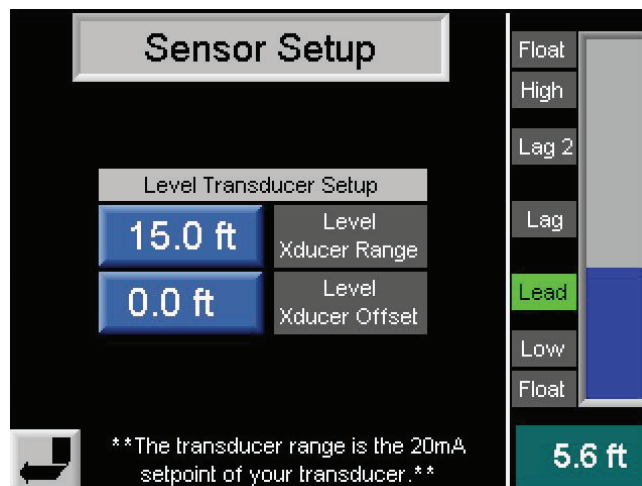 Sensor Setup
Level Transducer Setup
15.0 ft
Level
Xducer Range
0.0 ft
Level
Xducer Offset
**The transducer range is the 20mA
setpoint of your transducer.**
Float
High
Lag 2
Lag
Lead
Low
Float
5.6 ft